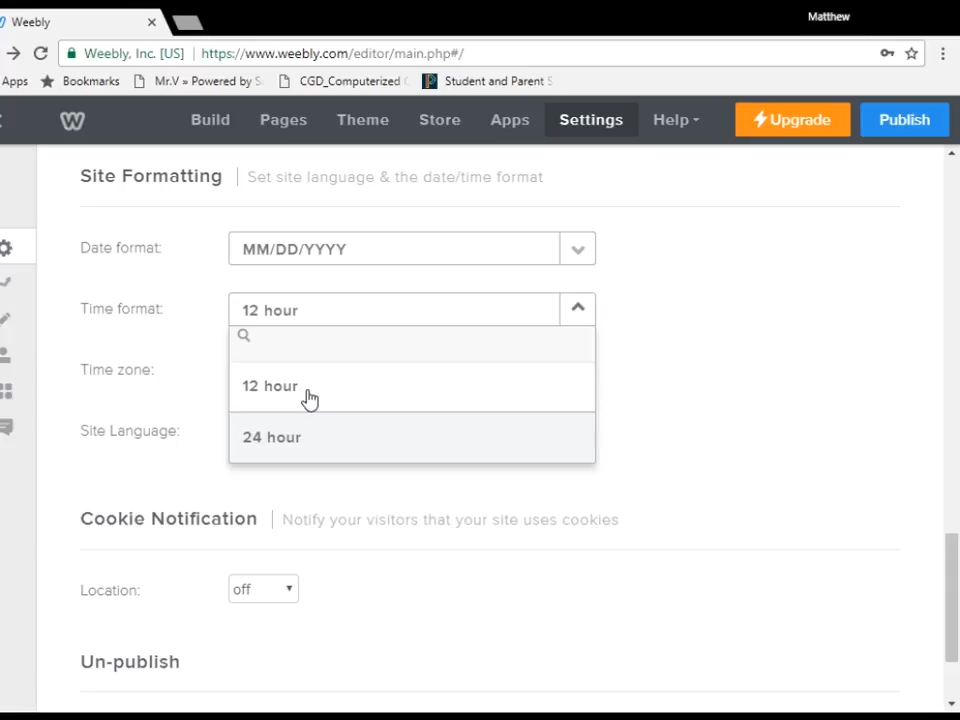 Matthew
Weebly
Weebly, Inc. [US] https://www.weebly.com/editor/main.php#/
Apps Bookmarks Mr.V » Powered by CGD_Computerized Student and Parent
Build Pages Theme Store Apps Settings Help Upgrade Publish
Site Formatting Set site language & the date/time format
Date format: MM/DD/YYYY
Time format: 12 hour
12 hour
Time zone:
24 hour
Site Language:
Cookie Notification Notify your visitors that your site uses cookies
Location: off
Un-publish